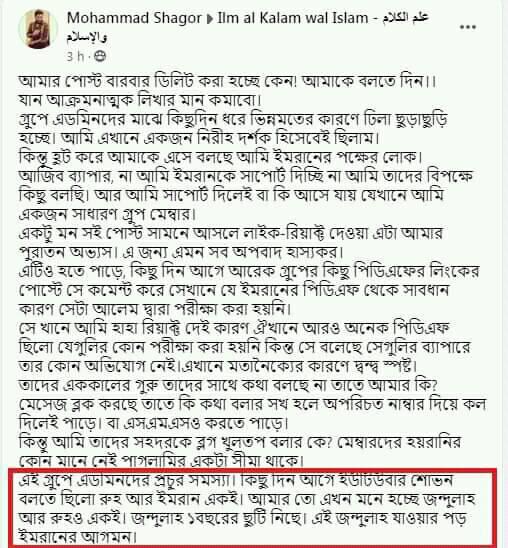 Mohammad Shagor ▸ Ilm al Kalam wal Islam - علم الكلام
والإسلام
3 h ·
আমার পোস্ট বারবার ডিলিট করা হচ্ছে কেন! আমাকে বলতে দিন।।
যান আক্রমনাত্মক লিখার মান কমাবো।
গ্রুপে এডমিনদের মাঝে কিছুদিন ধরে ভিন্নমতের কারণে ঢিলা ছুড়াছুড়ি
হচ্ছে। আমি এখানে একজন নিরীহ দর্শক হিসেবেই ছিলাম।
কিন্তু হুট করে আমাকে এসে বলছে আমি ইমরানের পক্ষের লোক।
আজিব ব্যাপার, না আমি ইমরানকে সাপোর্ট দিচ্ছি না আমি তাদের বিপক্ষে
কিছু বলছি। আর আমি সাপোর্ট দিলেই বা কি আসে যায় যেখানে আমি
একজন সাধারণ গ্রুপ মেম্বার।
একটু মন সই পোস্ট সামনে আসলে লাইক-রিয়াক্ট দেওয়া এটা আমার
পুরাতন অভ্যাস। এ জন্য এমন সব অপবাদ হাস্যকর।
এটিও হতে পাড়ে, কিছু দিন আগে আরেক গ্রুপের কিছু পিডিএফের লিংকের
পোস্টে সে কমেন্ট করে সেখানে যে ইমরানের পিডিএফ থেকে সাবধান
কারণ সেটা আলেম দ্বারা পরীক্ষা করা হয়নি।
সে খানে আমি হাহা রিয়াক্ট দেই কারণ ঐখানে আরও অনেক পিডিএফ
ছিলো যেগুলির কোন পরীক্ষা করা হয়নি কিন্ত সে বলেছে সেগুলির ব্যাপারে
তার কোন অভিযোগ নেই।এখানে মতানৈক্যের কারণে দ্বন্দ্ব স্পষ্ট।
তাদের এককালের গুরু তাদের সাথে কথা বলছে না তাতে আমার কি?
মেসেজ ব্লক করছে তাতে কি কথা বলার সখ হলে অপরিচত নাম্বার দিয়ে কল
দিলেই পাড়ে। বা এসএমএসও করতে পাড়ে।
কিন্তু আমি তাদের সহদরকে ব্লগ খুলতপ বলার কে? মেম্বারদের হয়রানির
কোন মানে নেই পাগলামির একটা সীমা থাকে।
এই গ্রুপে এডমিনদের প্রচুর সমস্যা। কিছু দিন আগে ইউটিউবার শোভন
বলতে ছিলো রুহ আর ইমরান একই। আমার তো এখন মনে হচ্ছে জন্দুলাহ
আর রুহও একই। জন্দুলাহ ১বছরের ছুটি নিছে। এই জন্দুলাহ যাওয়ার পড়
ইমরানের আগমন।